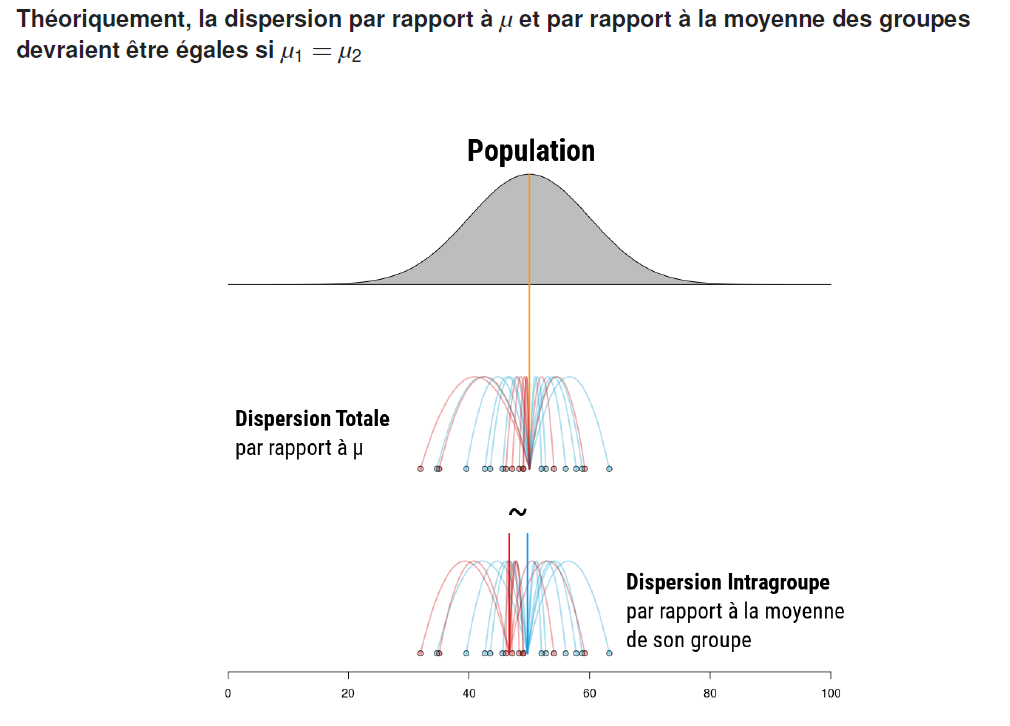 Théoriquement, la dispersion par rapport à μ et par rapport à la moyenne des groupes
devraient être égales si μ₁ = μ₂
Population
Dispersion Totale
par rapport à μ
~
Dispersion Intragroupe
par rapport à la moyenne
de son groupe
0 20 40 60 80 100